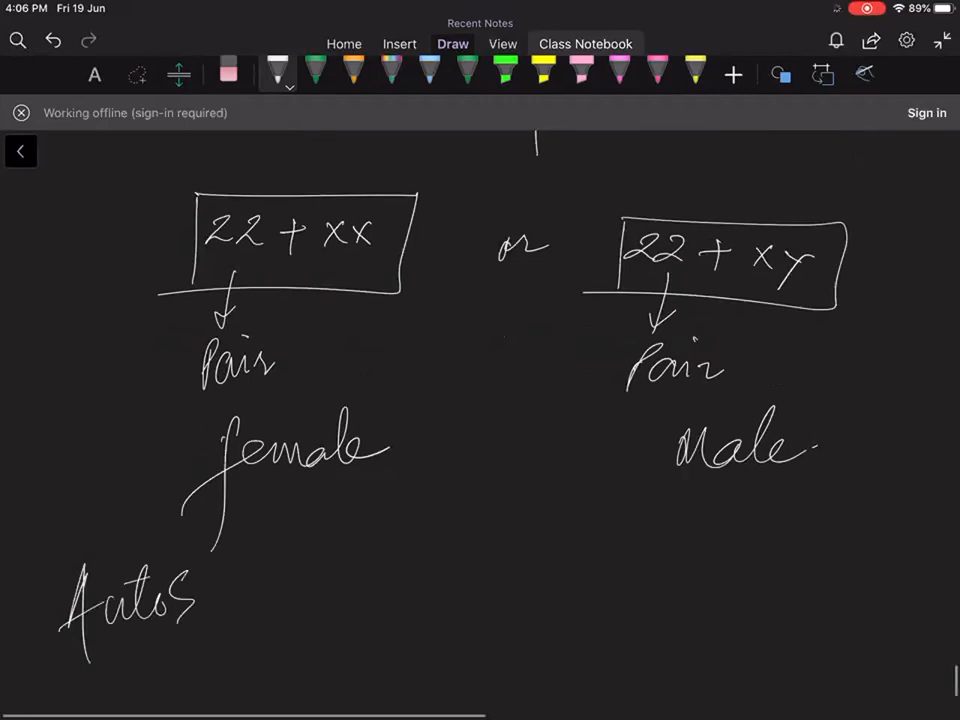 4:06 PM Fri 19 Jun
89%
Recent Notes
Home Insert Draw View Class Notebook
A
Working offline (sign-in required) Sign in
22 + xx or 22 + xy
Pair Pair
female male
Autos